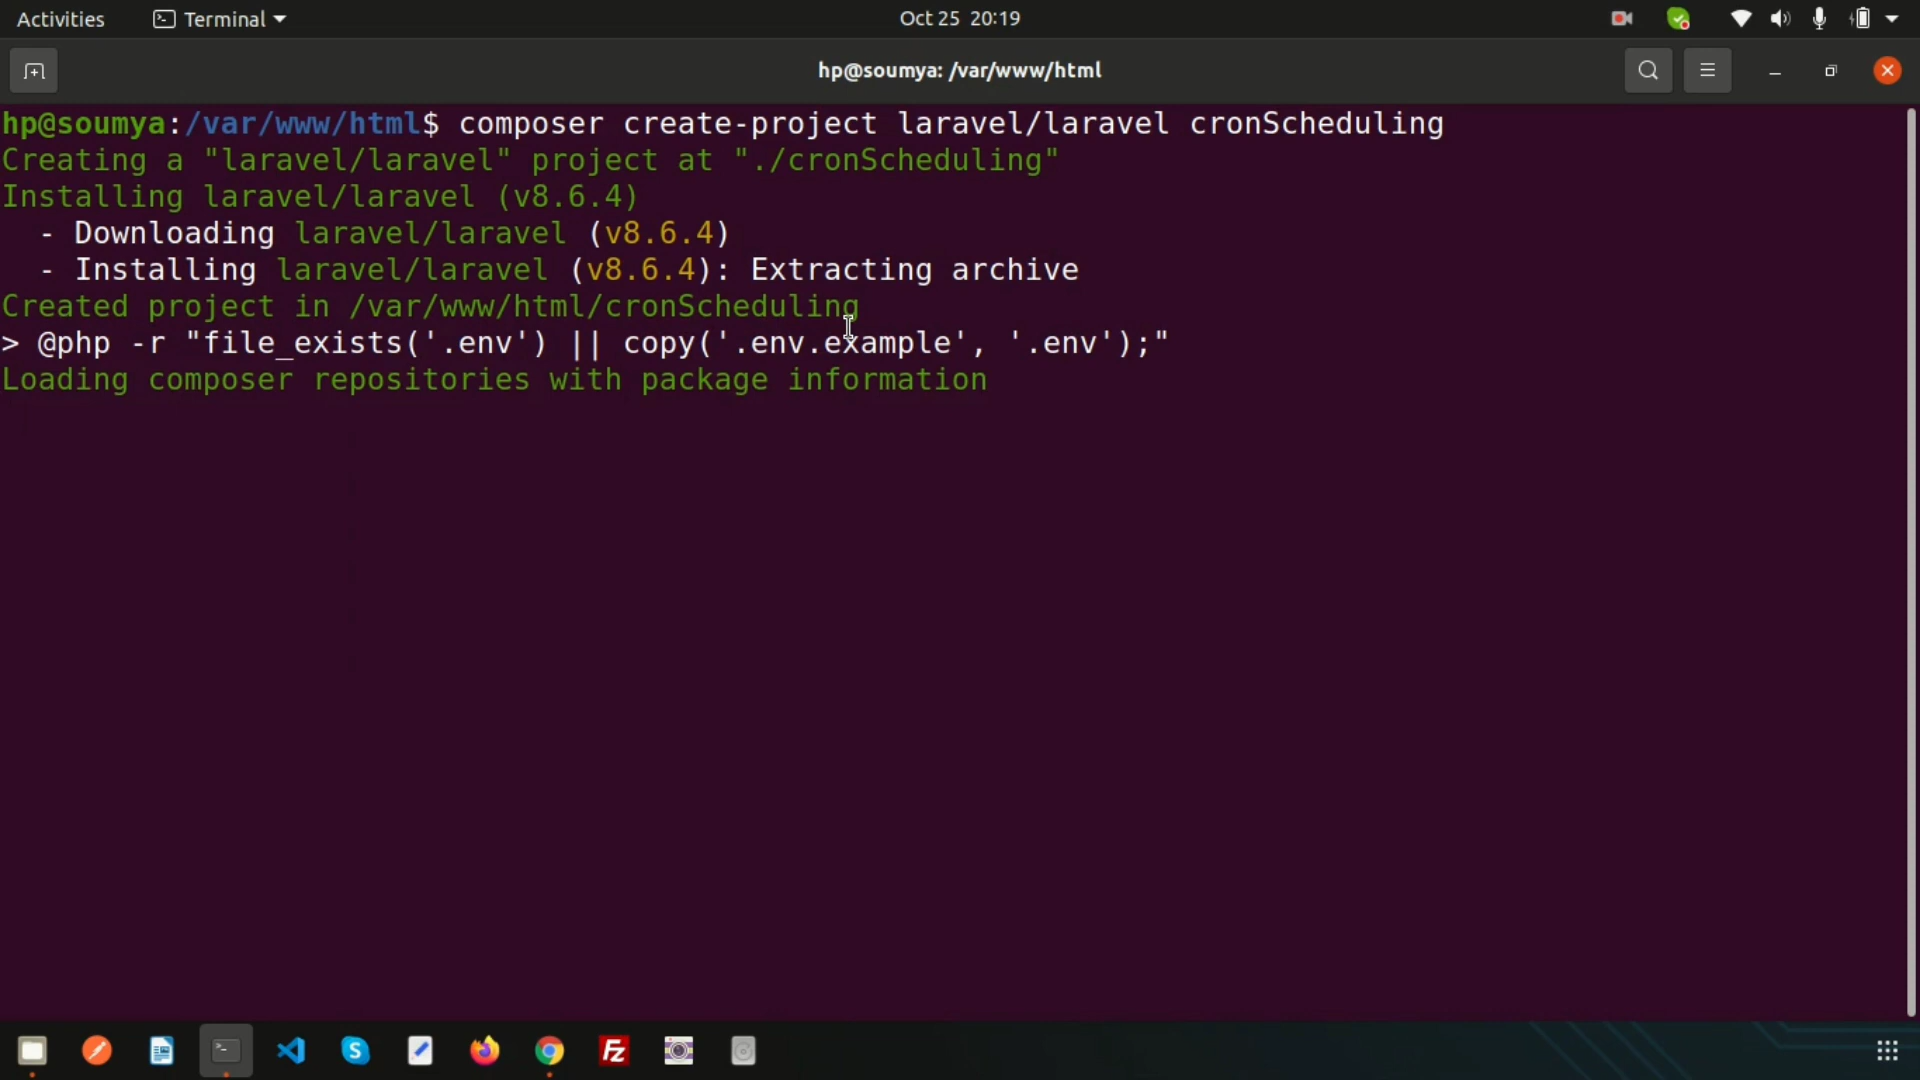 Activities Terminal Oct 25 20:19
hp@soumya: /var/www/html
hp@soumya:/var/www/html$ composer create-project laravel/laravel cronScheduling
Creating a "laravel/laravel" project at "./cronScheduling"
Installing laravel/laravel (v8.6.4)
  - Downloading laravel/laravel (v8.6.4)
  - Installing laravel/laravel (v8.6.4): Extracting archive
Created project in /var/www/html/cronScheduling
> @php -r "file_exists('.env') || copy('.env.example', '.env');"
Loading composer repositories with package information